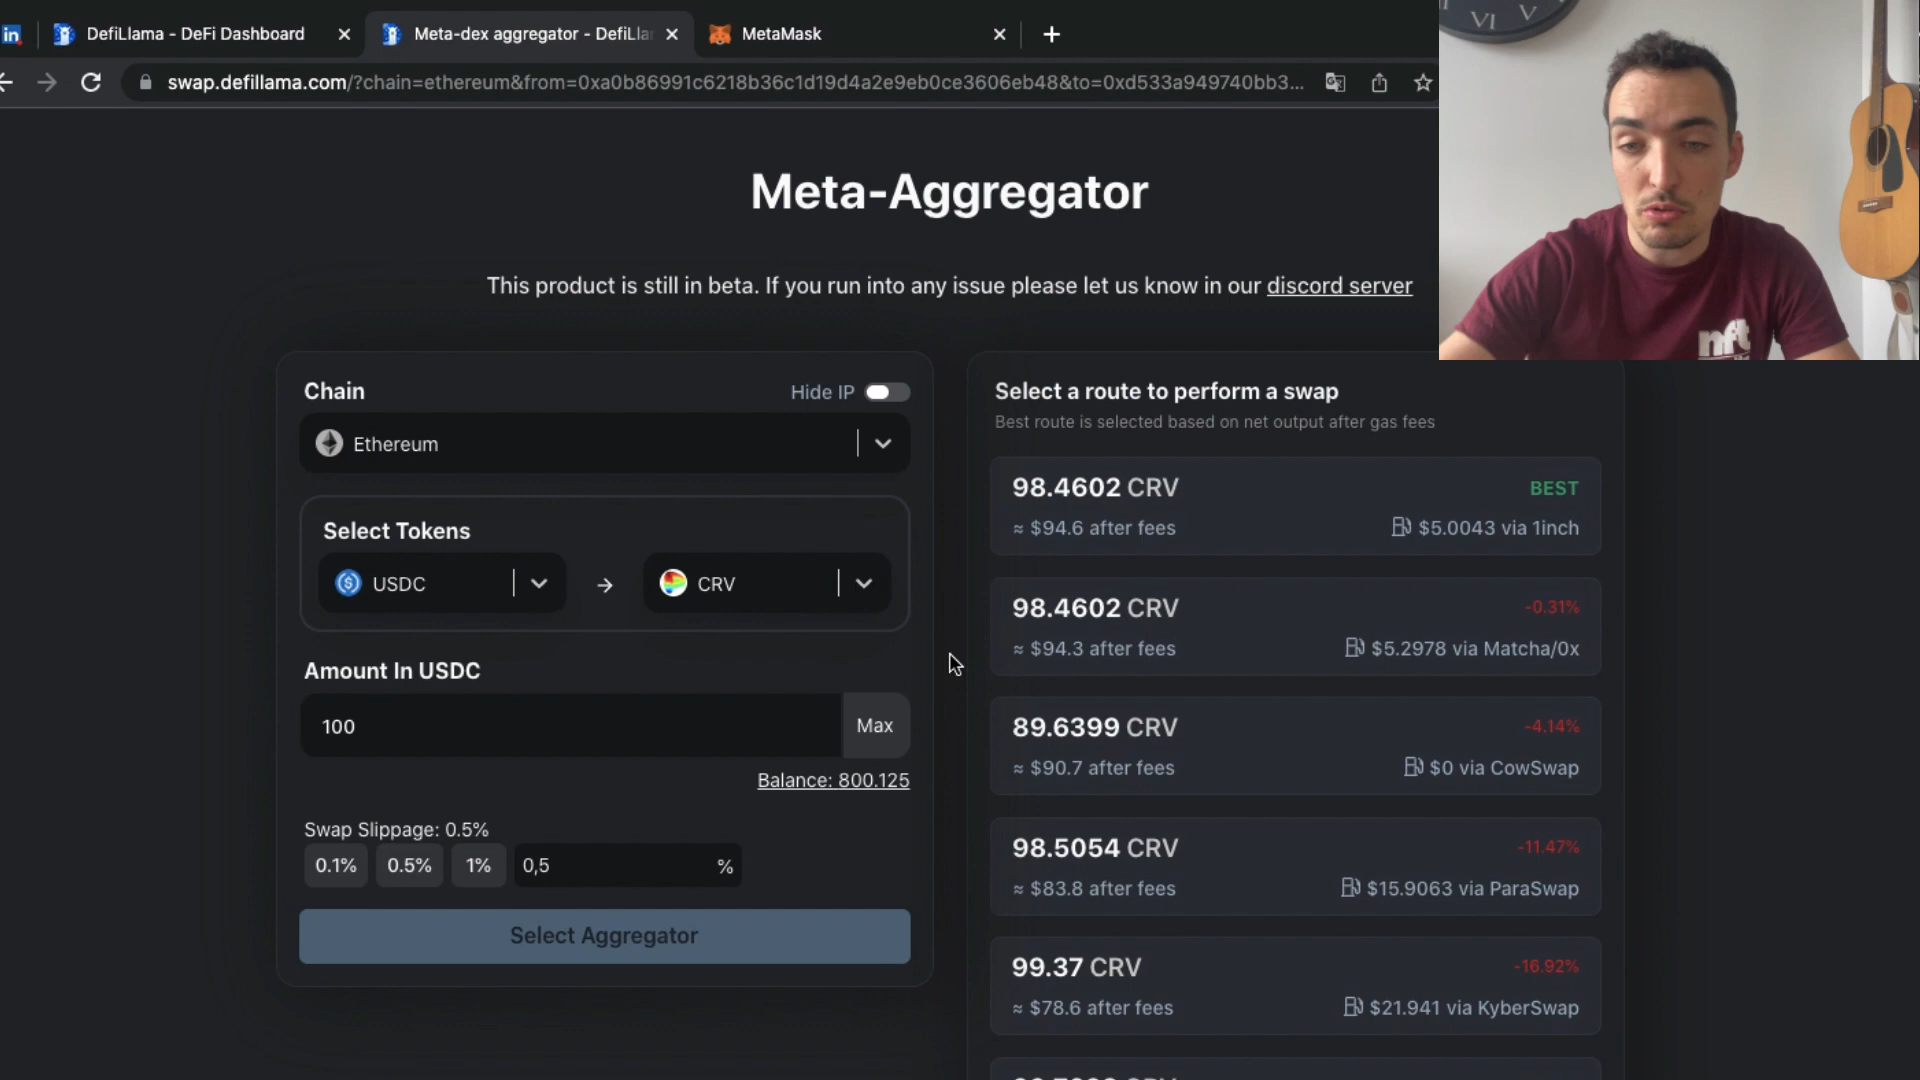 in
DefiLlama - DeFi Dashboard
Meta-dex aggregator - DefiLla
MetaMask
swap.defillama.com/?chain=ethereum&from=0xa0b86991c6218b36c1d19d4a2e9eb0ce3606eb48&to=0xd533a949740bb3...
VI V
nft
Meta-Aggregator
This product is still in beta. If you run into any issue please let us know in our discord server
Chain
Hide IP
Ethereum
Select Tokens
USDC
CRV
Amount In USDC
100
Max
Balance: 800.125
Swap Slippage: 0.5%
0.1%
0.5%
1%
0,5
%
Select Aggregator
Select a route to perform a swap
Best route is selected based on net output after gas fees
98.4602 CRV
BEST
≈ $94.6 after fees
$5.0043 via 1inch
98.4602 CRV
-0.31%
≈ $94.3 after fees
$5.2978 via Matcha/0x
89.6399 CRV
-4.14%
≈ $90.7 after fees
$0 via CowSwap
98.5054 CRV
-11.47%
≈ $83.8 after fees
$15.9063 via ParaSwap
99.37 CRV
-16.92%
≈ $78.6 after fees
$21.941 via KyberSwap